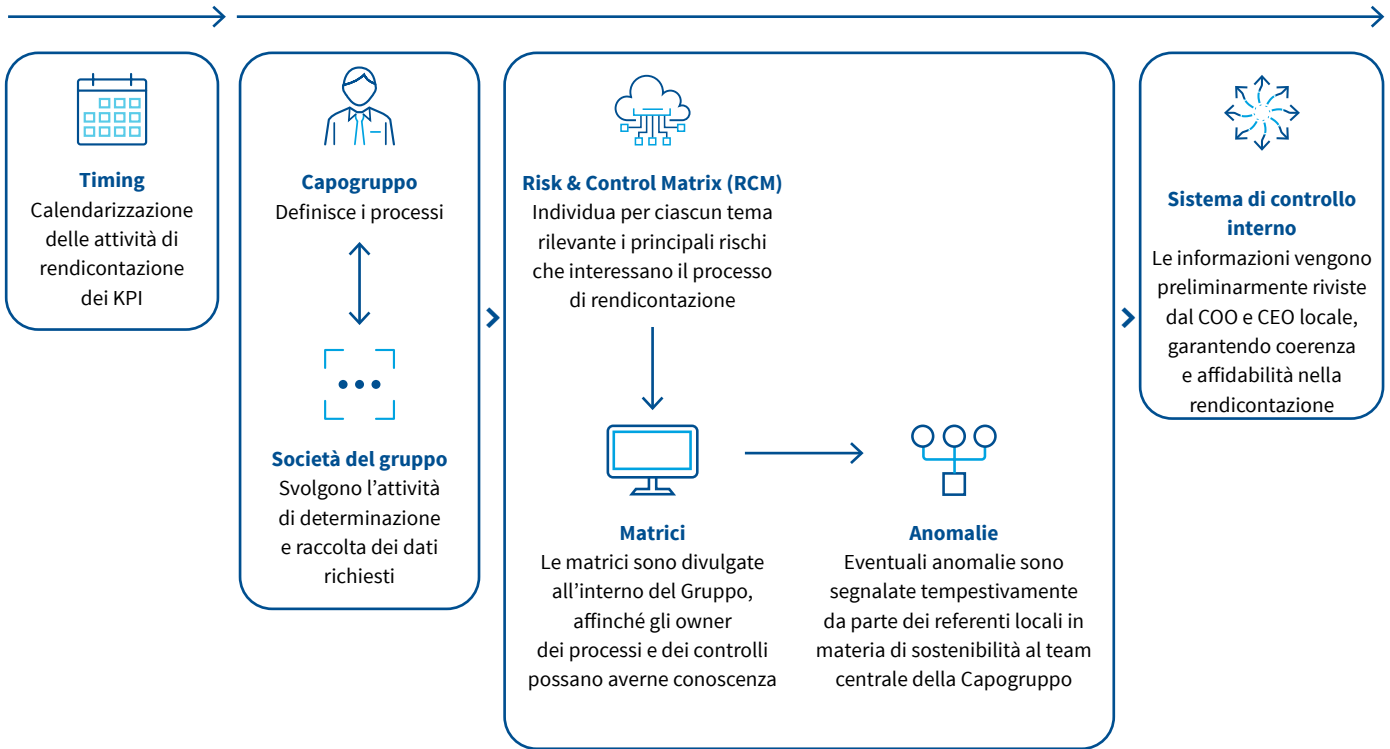 Timing
Calendarizzazione
delle attività di
rendicontazione
dei KPI
Capogruppo
Definisce i processi
Società del gruppo
Svolgono l’attività
di determinazione
e raccolta dei dati
richiesti
Risk & Control Matrix (RCM)
Individua per ciascun tema
rilevante i principali rischi
che interessano il processo
di rendicontazione
Matrici
Le matrici sono divulgate
all’interno del Gruppo,
affinché gli owner
dei processi e dei controlli
possano averne conoscenza
Anomalie
Eventuali anomalie sono
segnalate tempestivamente
da parte dei referenti locali in
materia di sostenibilità al team
centrale della Capogruppo
Sistema di controllo
interno
Le informazioni vengono
preliminarmente riviste
dal COO e CEO locale,
garantendo coerenza
e affidabilità nella
rendicontazione